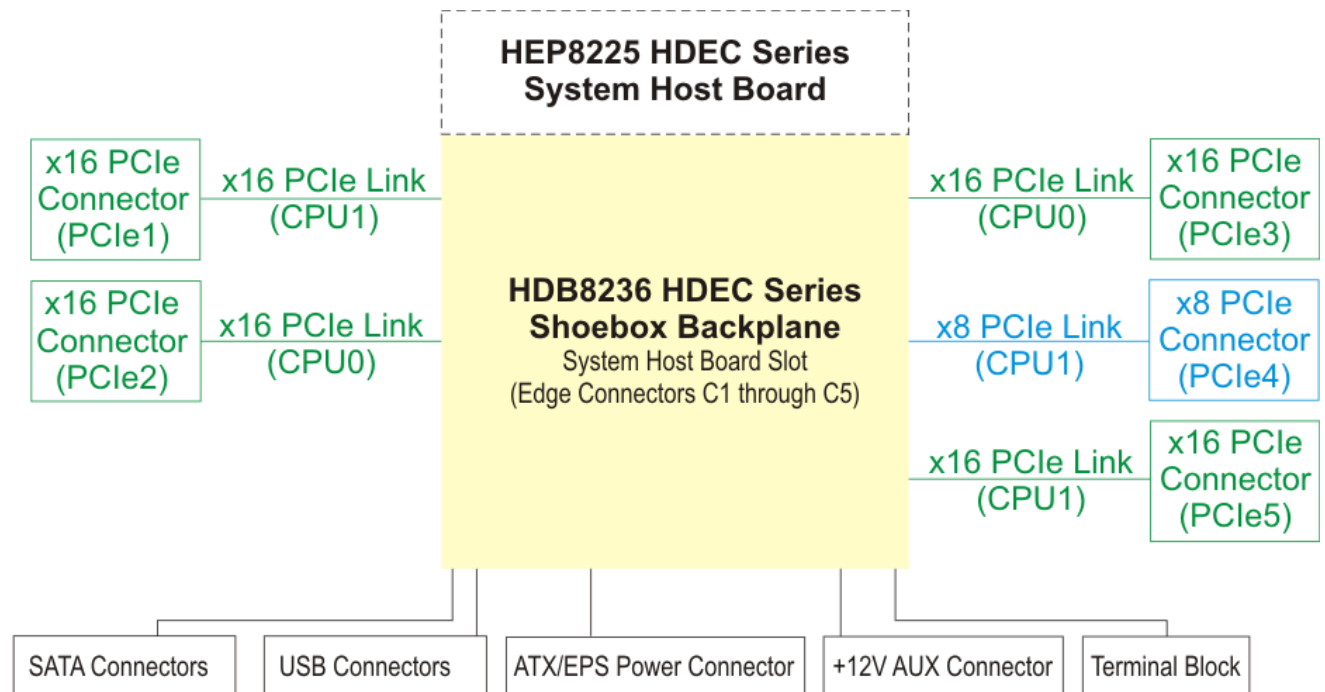 HEP8225 HDEC Series
System Host Board
x16 PCIe
Connector
(PCIe1)
x16 PCIe Link
(CPU1)
x16 PCIe
Connector
(PCIe2)
x16 PCIe Link
(CPU0)
HDB8236 HDEC Series
Shoebox Backplane
System Host Board Slot
(Edge Connectors C1 through C5)
x16 PCIe Link
(CPU0)
x16 PCIe
Connector
(PCIe3)
x8 PCIe Link
(CPU1)
x8 PCIe
Connector
(PCIe4)
x16 PCIe Link
(CPU1)
x16 PCIe
Connector
(PCIe5)
SATA Connectors
USB Connectors
ATX/EPS Power Connector
+12V AUX Connector
Terminal Block